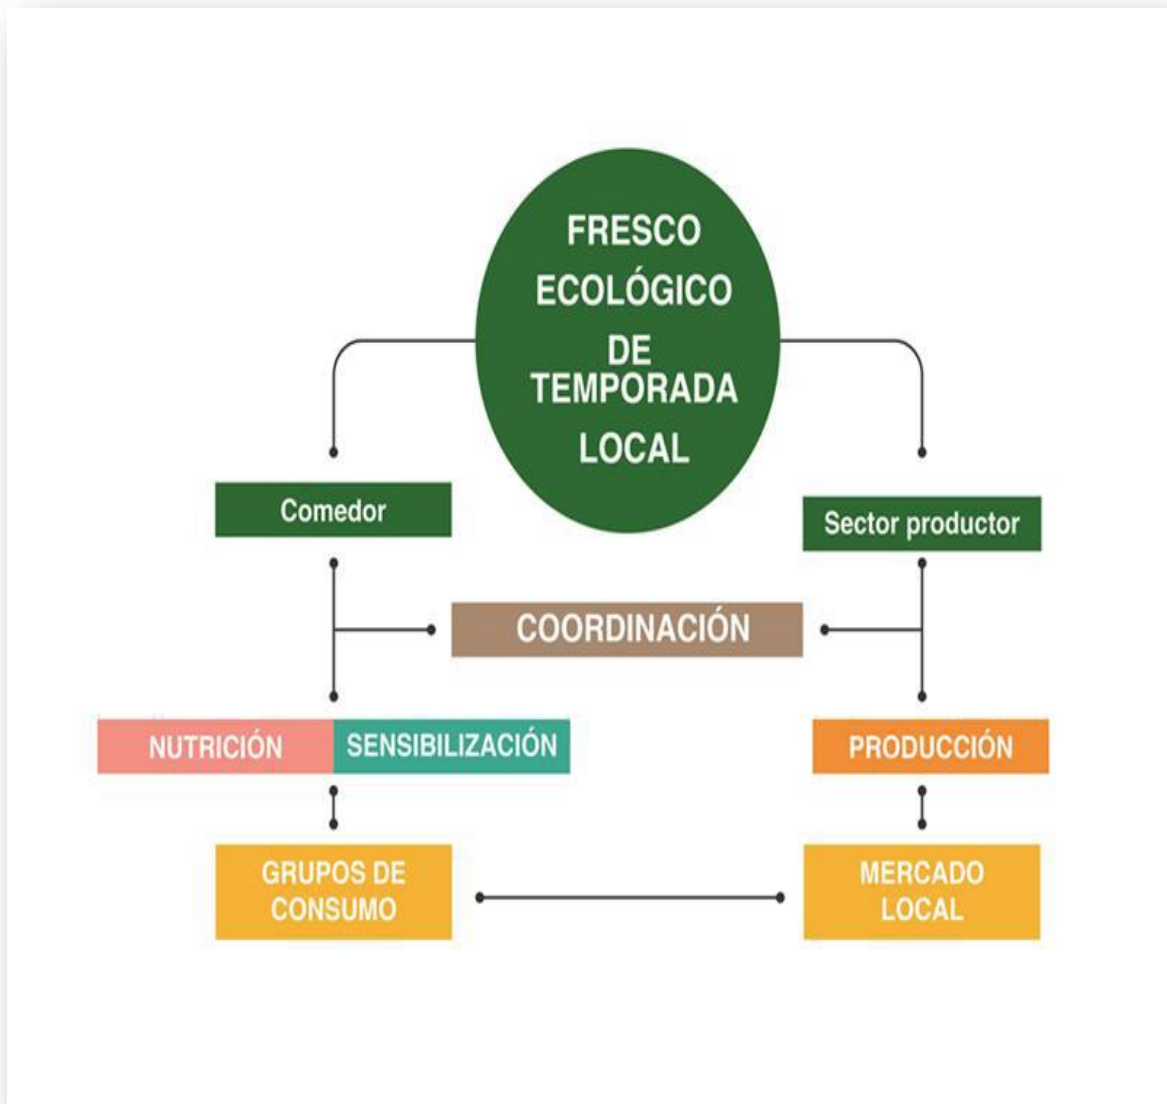 FRESCO
ECOLÓGICO
DE
TEMPORADA
LOCAL
Comedor
Sector productor
COORDINACIÓN
NUTRICIÓN
SENSIBILIZACIÓN
PRODUCCIÓN
GRUPOS DE
CONSUMO
MERCADO
LOCAL